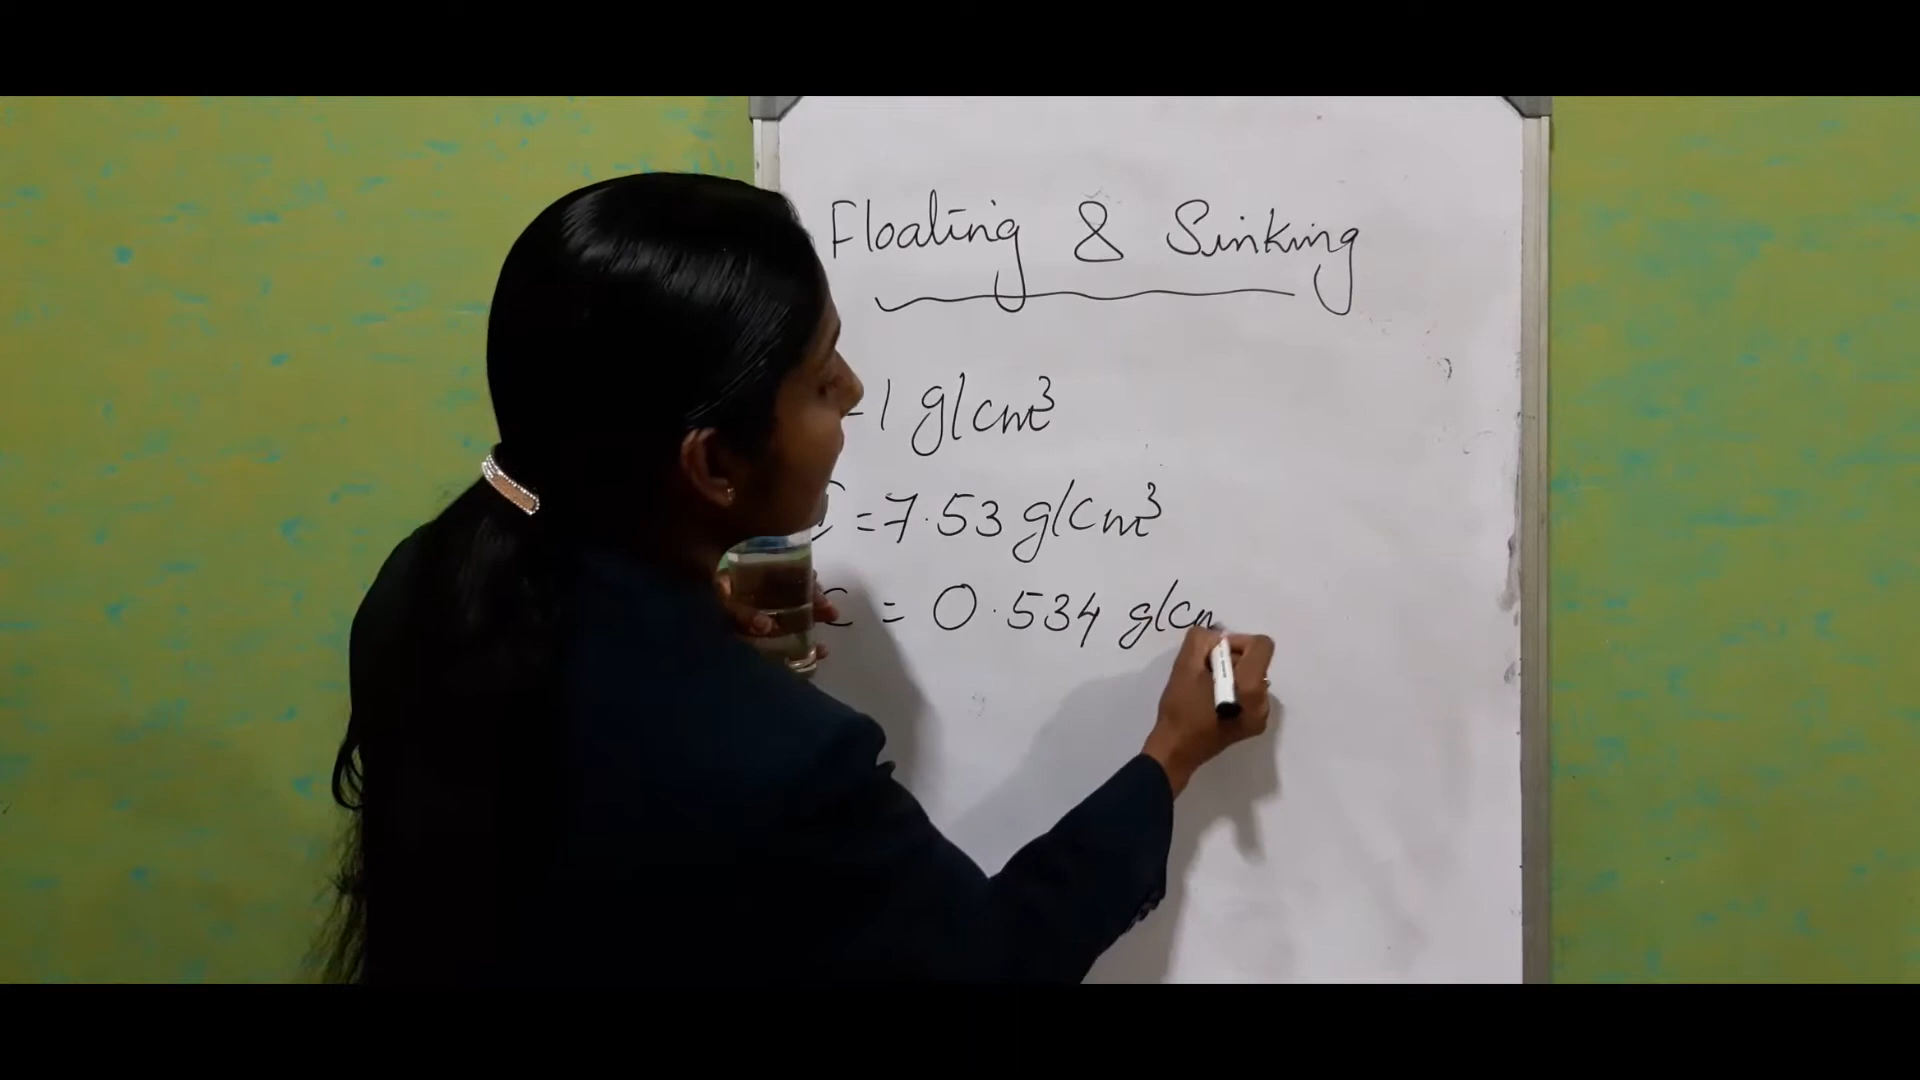 Floating & Sinking
-1 g/cm³
= 7.53 g/cm³
C = 0.534 g/cm